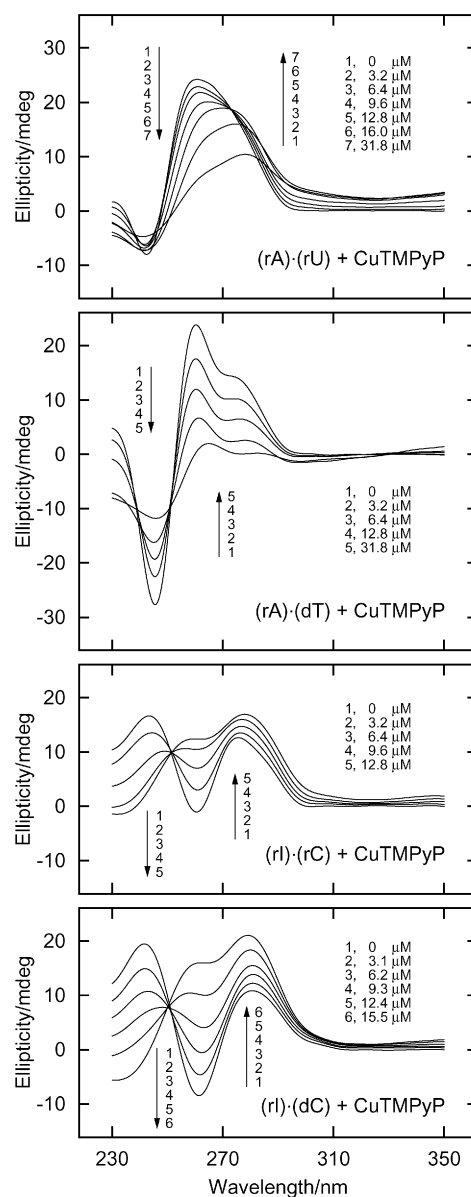 30
20
10
0
-10
Ellipticity/mdeg
1
2
3
4
5
6
7
7
6
5
4
3
2
1
1, 0 μM
2, 3.2 μM
3, 6.4 μM
4, 9.6 μM
5, 12.8 μM
6, 16.0 μM
7, 31.8 μM
(rA)·(rU) + CuTMPyP
20
10
0
-10
-20
-30
Ellipticity/mdeg
1
2
3
4
5
5
4
3
2
1
1, 0 μM
2, 3.2 μM
3, 6.4 μM
4, 12.8 μM
5, 31.8 μM
(rA)·(dT) + CuTMPyP
20
10
0
-10
Ellipticity/mdeg
1
2
3
4
5
5
4
3
2
1
1, 0 μM
2, 3.2 μM
3, 6.4 μM
4, 9.6 μM
5, 12.8 μM
(rI)·(rC) + CuTMPyP
20
10
0
-10
Ellipticity/mdeg
1
2
3
4
5
6
6
5
4
3
2
1
1, 0 μM
2, 3.1 μM
3, 6.2 μM
4, 9.3 μM
5, 12.4 μM
6, 15.5 μM
(rI)·(dC) + CuTMPyP
230 270 310 350
Wavelength/nm